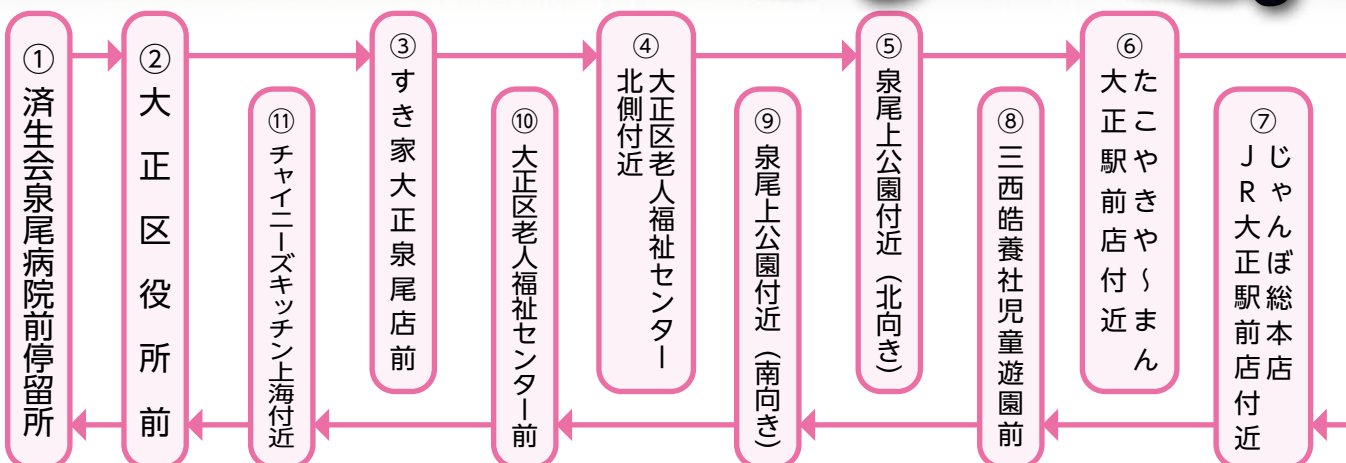 ①済生会泉尾病院前停留所
②大正区役所前
③すき家大正泉尾店前
④大正区老人福祉センター
北側付近
⑤泉尾上公園付近（北向き）
⑥たこやきや～まん
大正駅前店付近
⑦じゃんぼ総本店
JR大正駅前店付近
⑧三西皓養社児童遊園前
⑨泉尾上公園付近（南向き）
⑩大正区老人福祉センター前
⑪チャイニーズキッチン上海付近